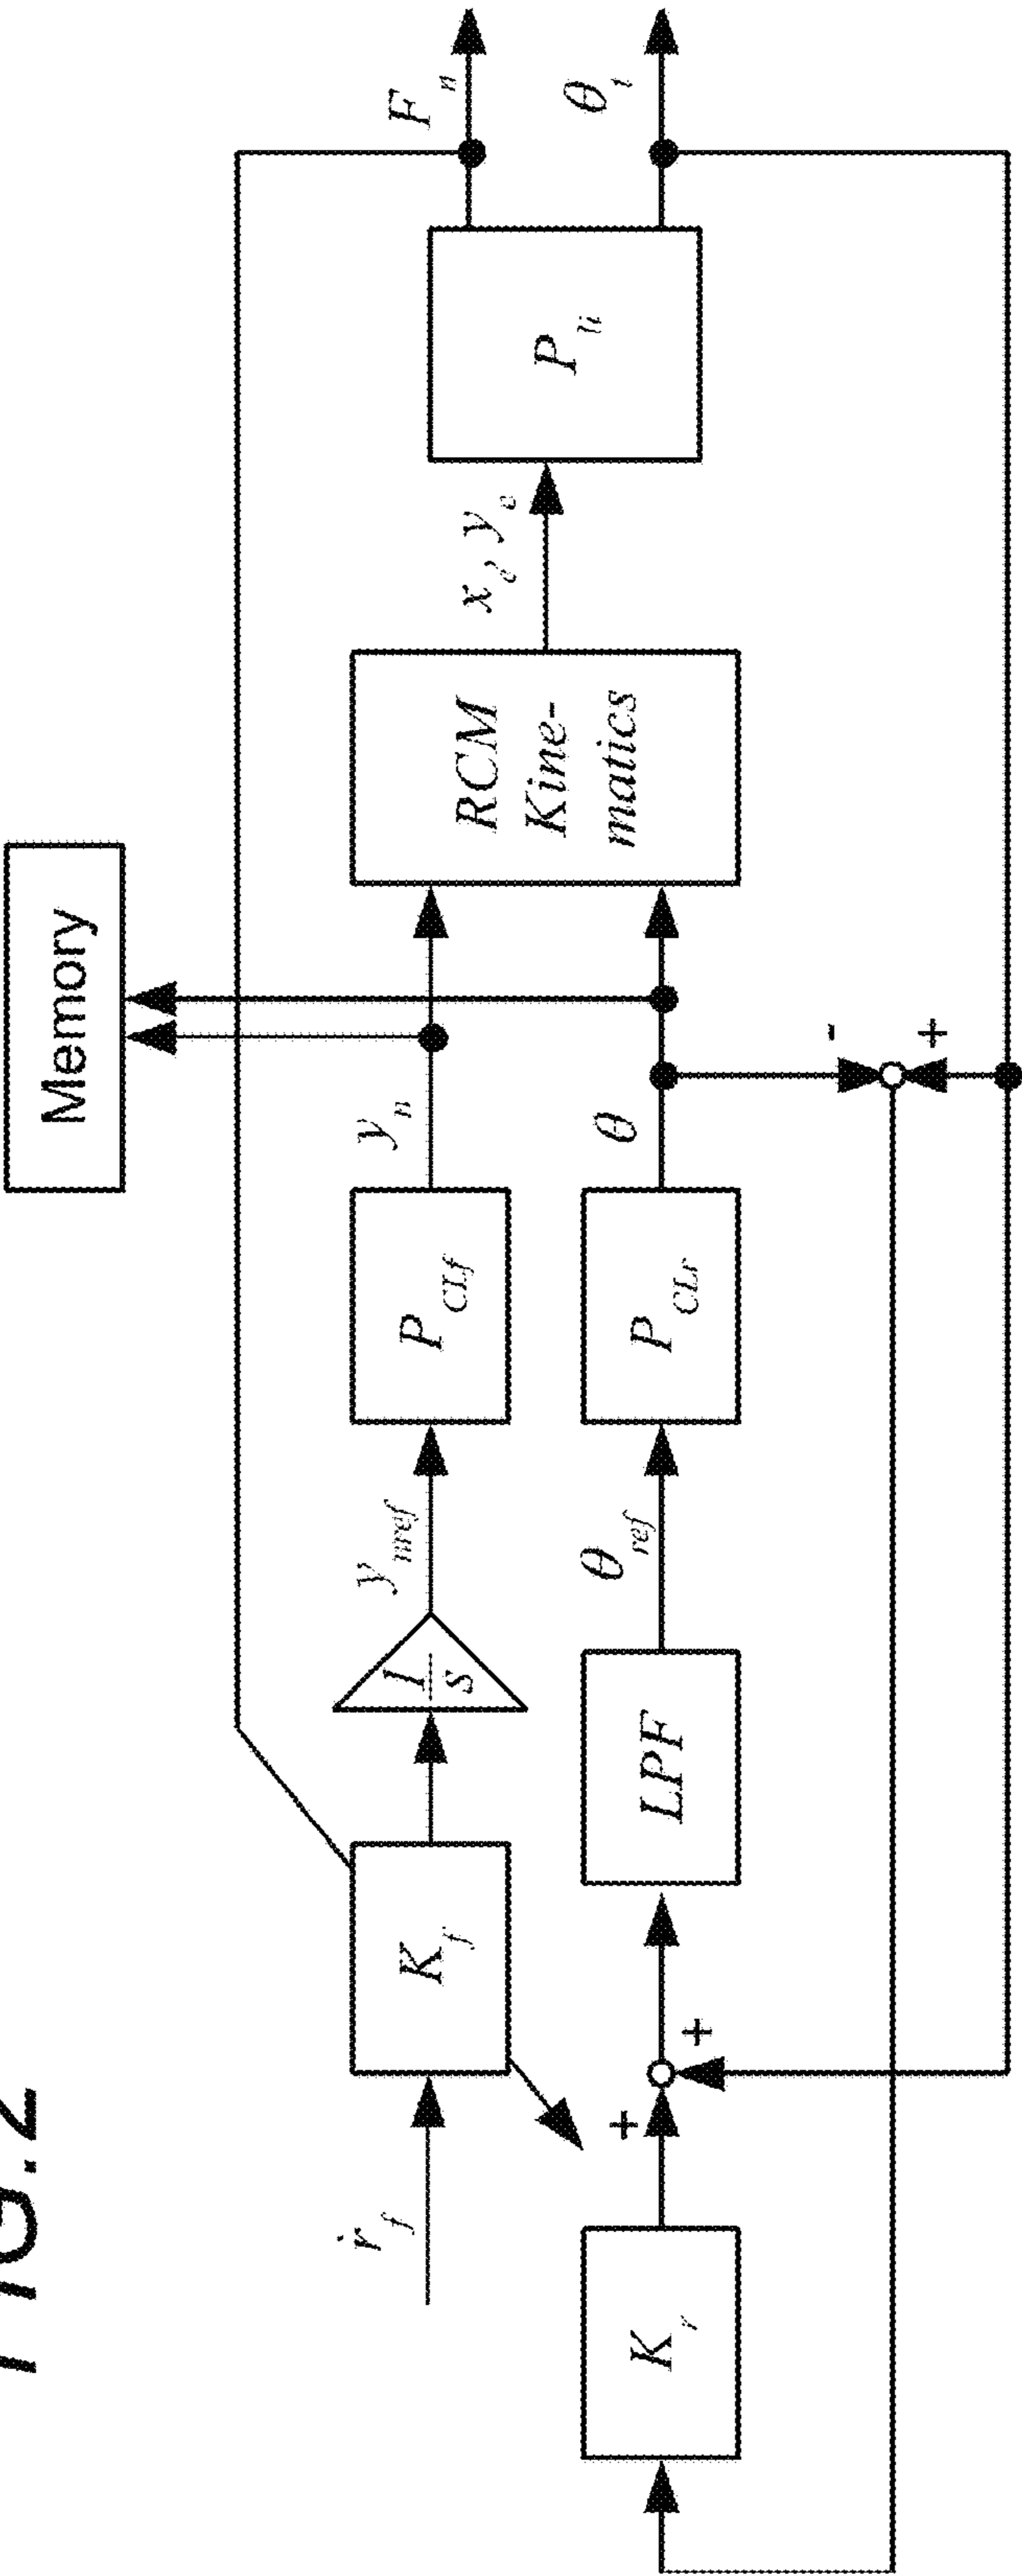 FIG.2
Memory
ṙ_f
K_f
1/s
y_nref
P_CLf
y_n
RCM
Kine-
matics
x_e, y_e
P_li
F_n
θ_t
K_r
+
+
LPF
θ_ref
P_CLr
θ
-
+